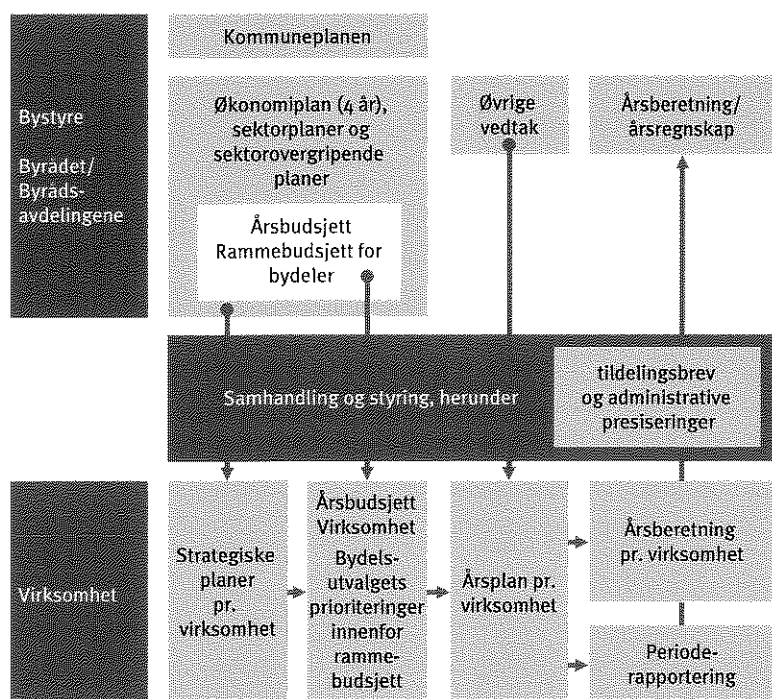 Kommuneplanen
Bystyre
Byrådet/
Byråds-
avdelingene
Økonomiplan (4 år),
sektorplaner og
sektorovergripende
planer
Årsbudsjett
Rammebudsjett for
bydeler
Øvrige
vedtak
Årsberetning/
årsregnskap
Samhandling og styring, herunder
tildelingsbrev
og administrative
presiseringer
Virksomhet
Strategiske
planer
pr.
virksomhet
Årsbudsjett
Virksomhet
Bydels-
utvalgets
prioriteringer
innenfor
ramme-
budsjett
Årsplan pr.
virksomhet
Årsberetning
pr. virksomhet
Periode-
rapportering